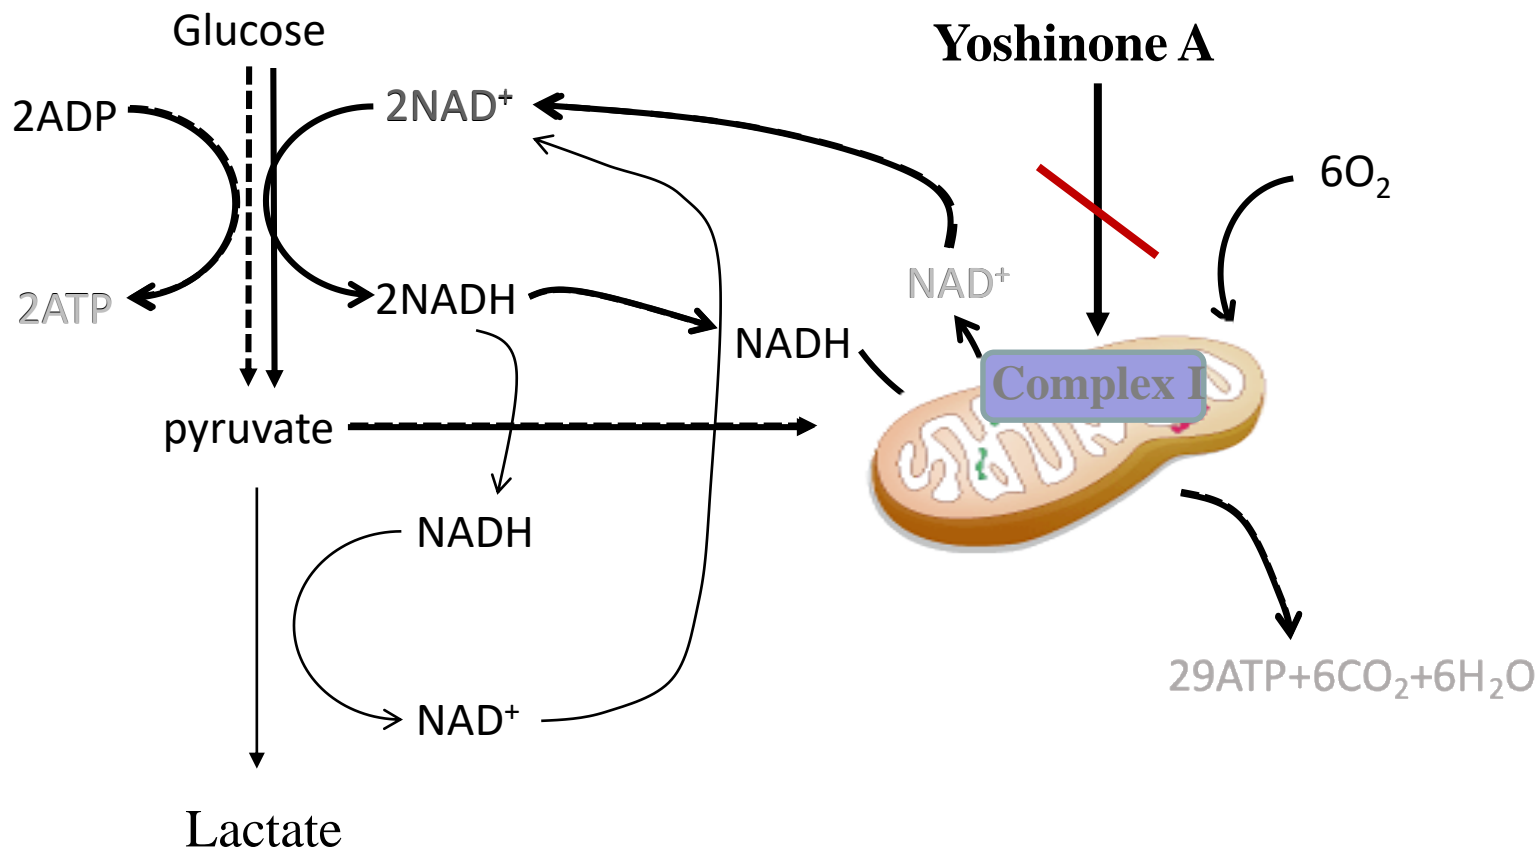 Glucose
Yoshinone A
2ADP
2NAD⁺
6O₂
2ATP
2NADH
NAD⁺
NADH
Complex I
pyruvate
NADH
29ATP+6CO₂+6H₂O
NAD⁺
Lactate